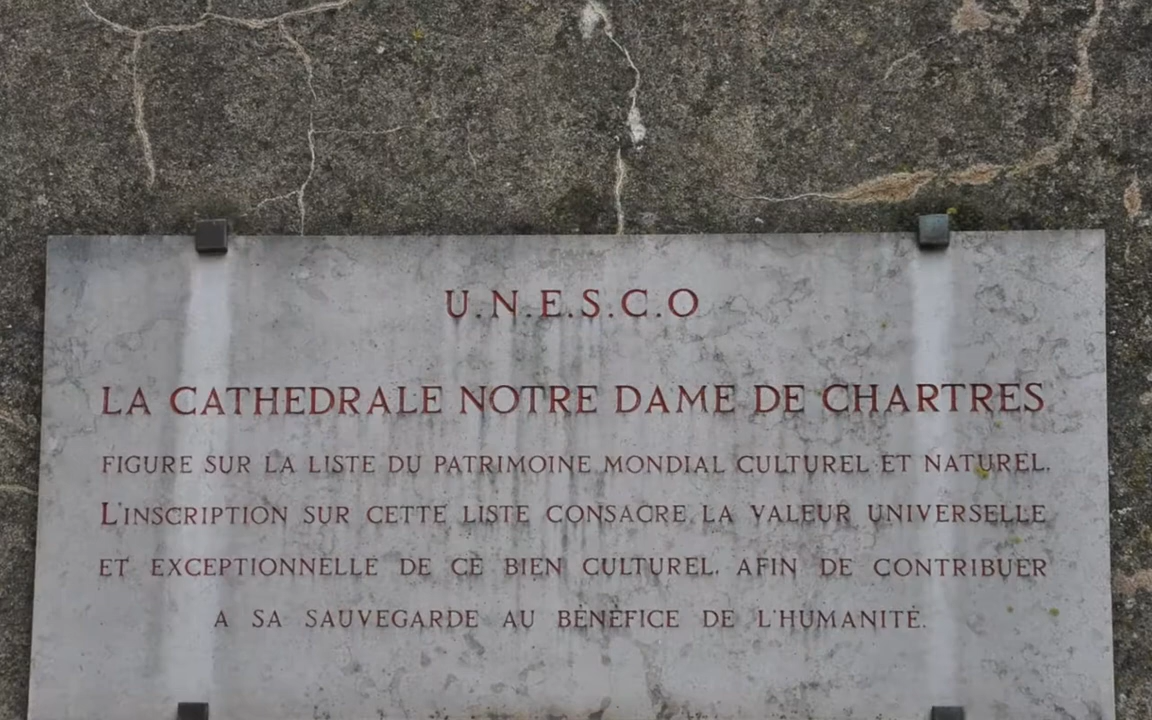 U.N.E.S.C.O
LA CATHEDRALE NOTRE DAME DE CHARTRES
FIGURE SUR LA LISTE DU PATRIMOINE MONDIAL CULTUREL ET NATUREL.
L'INSCRIPTION SUR CETTE LISTE CONSACRE LA VALEUR UNIVERSELLE
ET EXCEPTIONNELLE DE CE BIEN CULTUREL, AFIN DE CONTRIBUER
A SA SAUVEGARDE AU BÉNÉFICE DE L'HUMANITÉ.